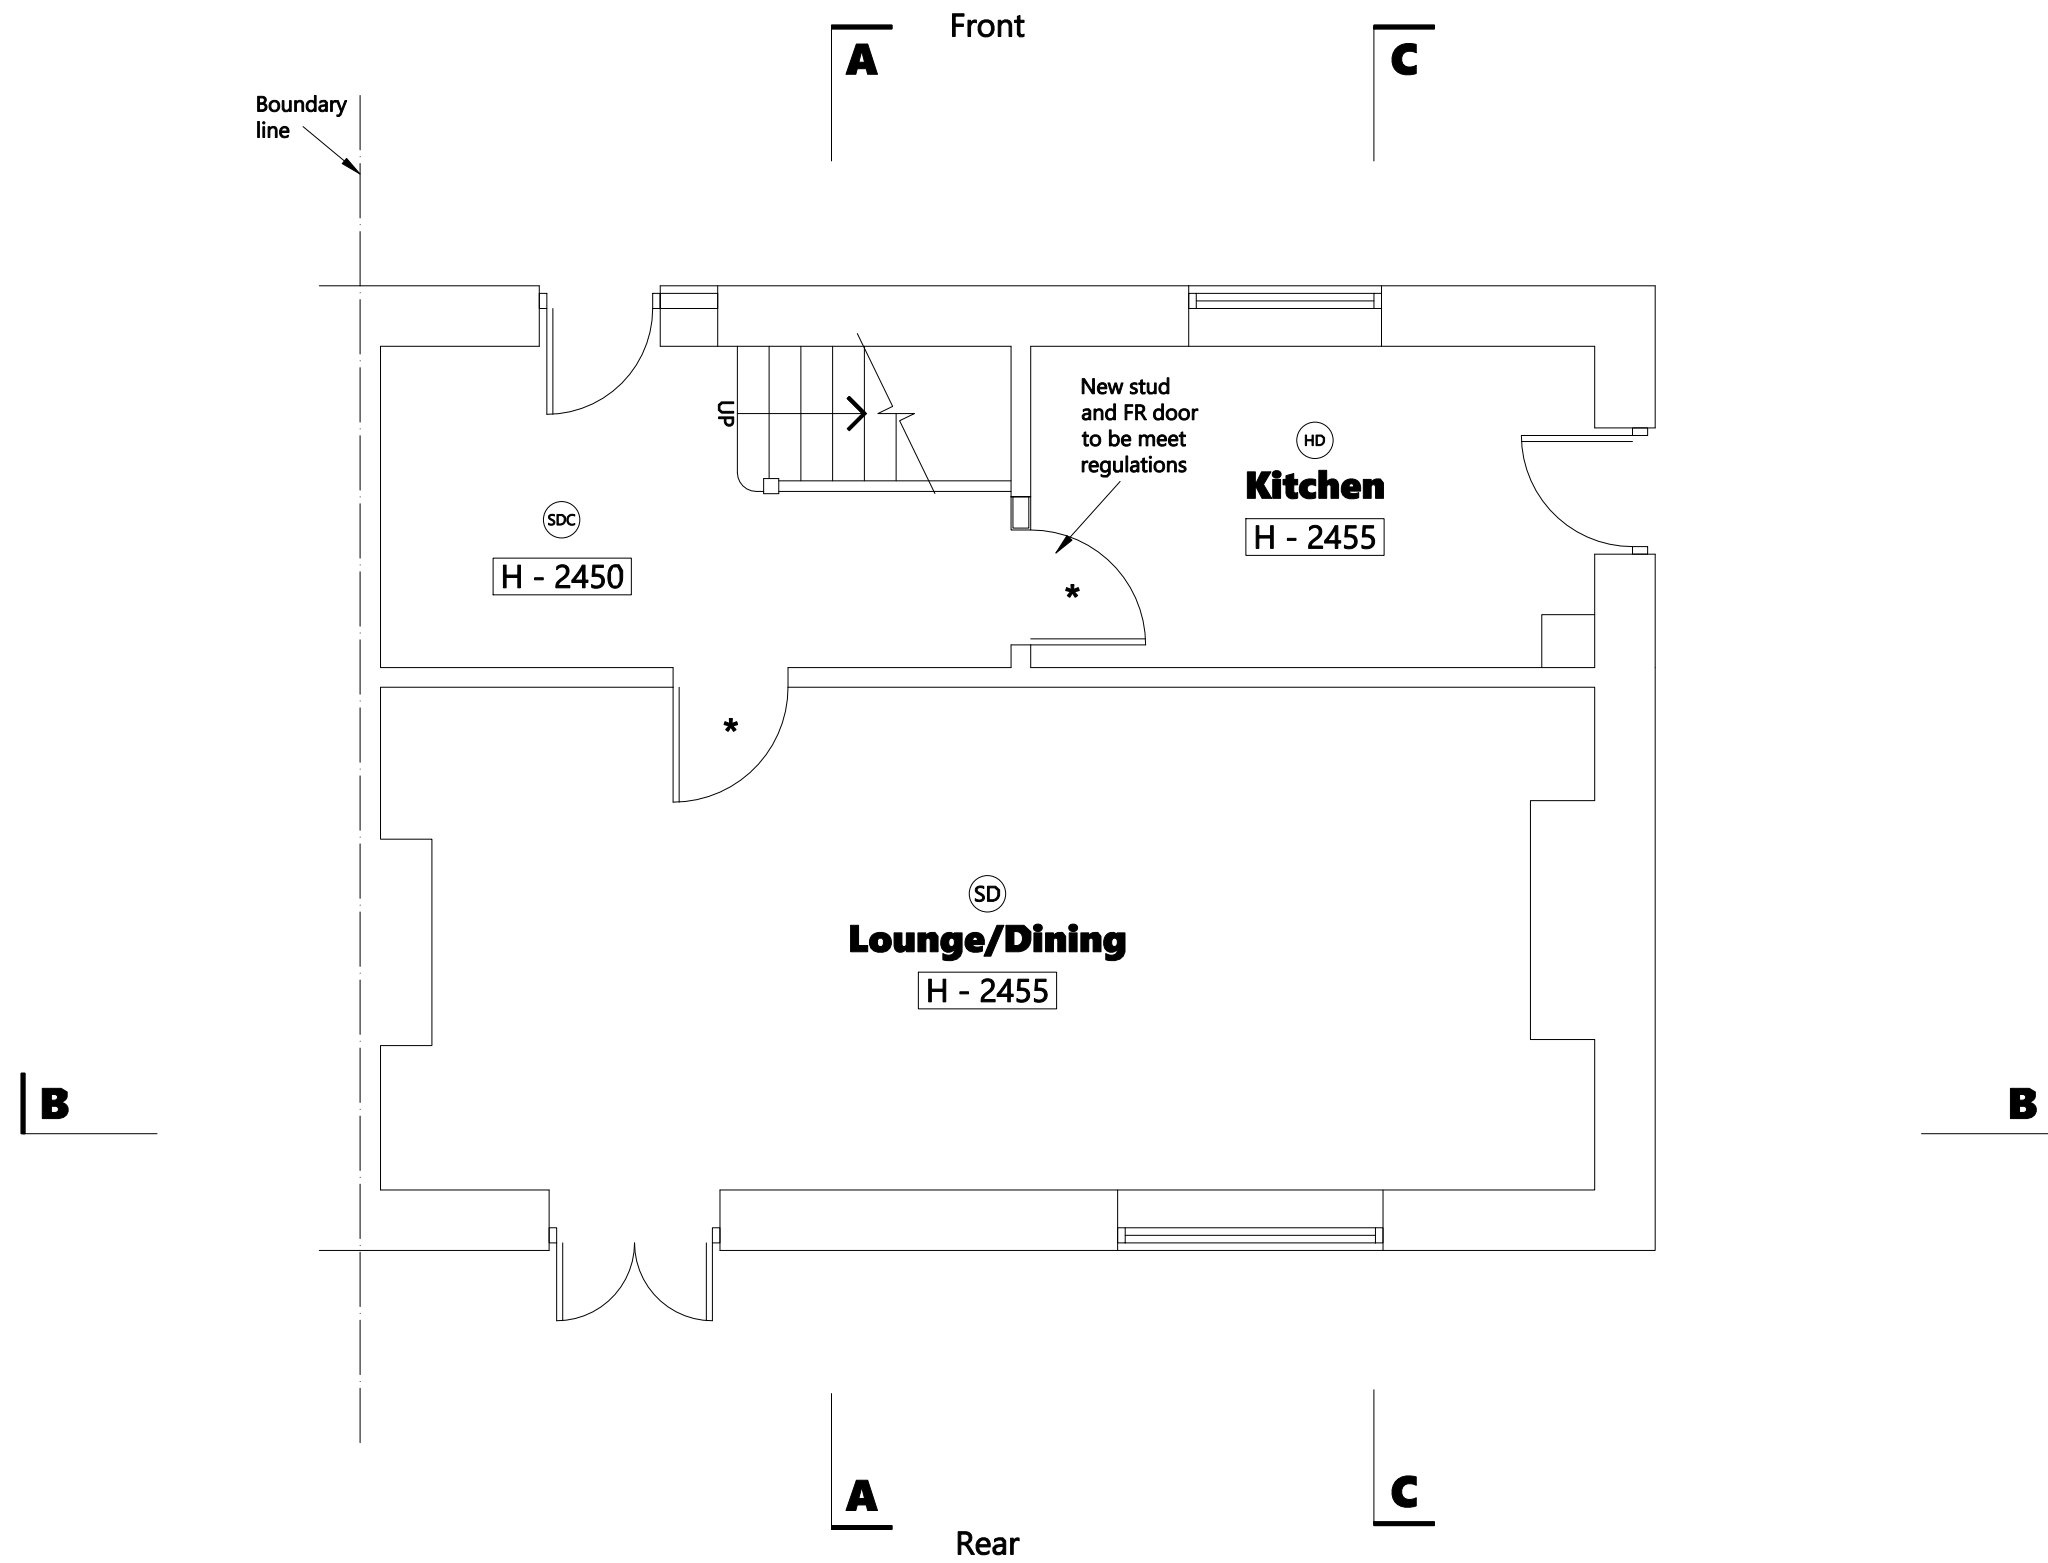 Front
A
C
Boundary
line
UP
New stud
and FR door
to be meet
regulations
HD
Kitchen
H - 2455
SDC
H - 2450
*
*
SD
Lounge/Dining
H - 2455
B
B
A
C
Rear